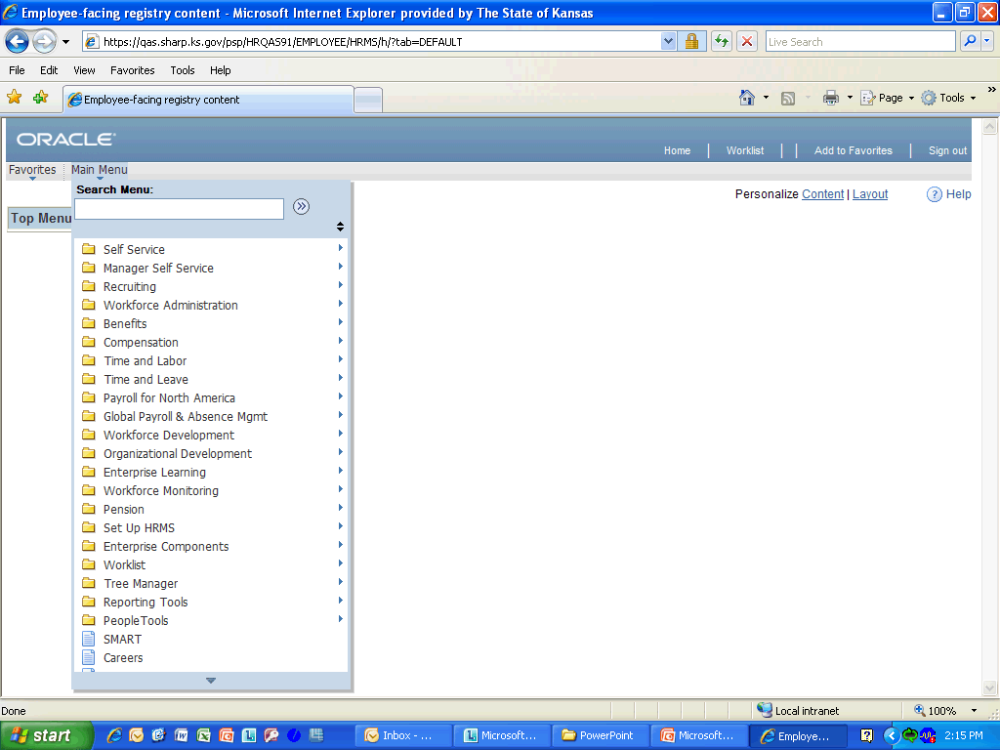 Employee-facing registry content - Microsoft Internet Explorer provided by The State of Kansas
https://qas.sharp.ks.gov/psp/HRQAS91/EMPLOYEE/HRMS/h/?tab=DEFAULT
Live Search
File Edit View Favorites Tools Help
Employee-facing registry content
Page Tools
ORACLE
Home Worklist Add to Favorites Sign out
Favorites Main Menu
Search Menu:
Personalize Content | Layout Help
Top Menu
Self Service
Manager Self Service
Recruiting
Workforce Administration
Benefits
Compensation
Time and Labor
Time and Leave
Payroll for North America
Global Payroll & Absence Mgmt
Workforce Development
Organizational Development
Enterprise Learning
Workforce Monitoring
Pension
Set Up HRMS
Enterprise Components
Worklist
Tree Manager
Reporting Tools
PeopleTools
SMART
Careers
Done Local intranet 100%
start Inbox - ... Microsoft... PowerPoint Microsoft... Employe... 2:15 PM